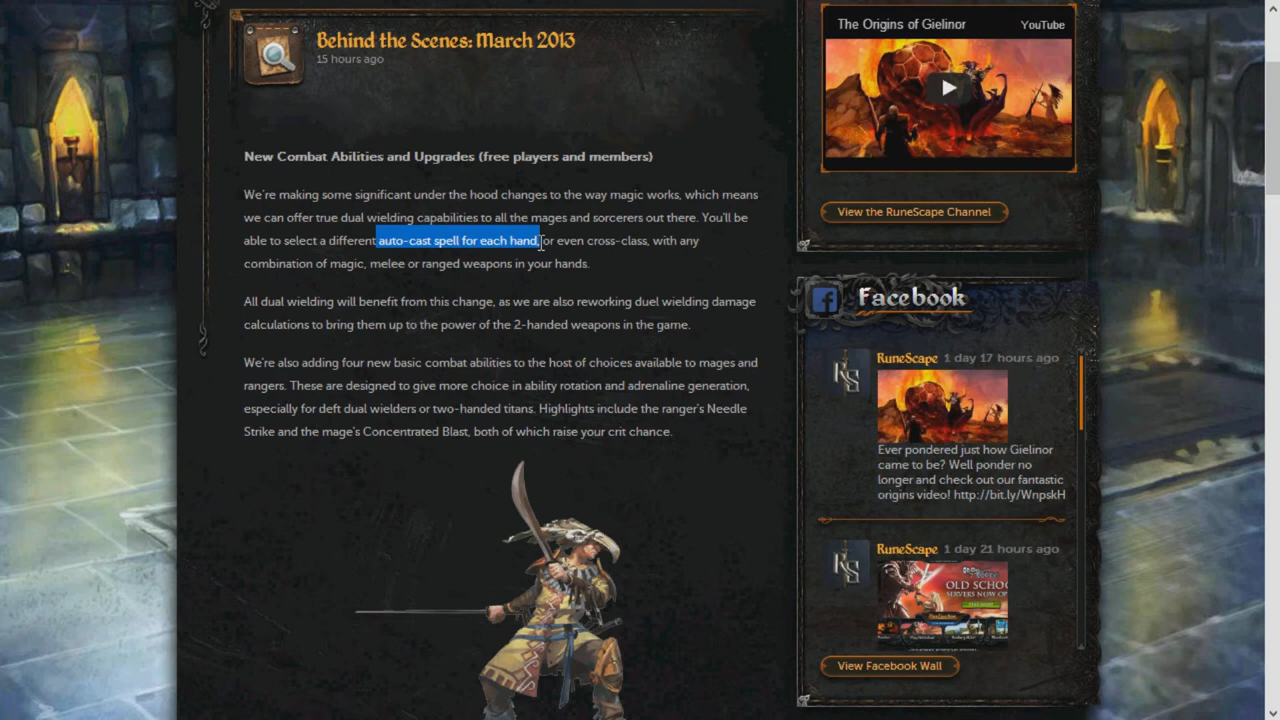 Behind the Scenes: March 2013
15 hours ago
New Combat Abilities and Upgrades (free players and members)
We're making some significant under the hood changes to the way magic works, which means
we can offer true dual wielding capabilities to all the mages and sorcerers out there. You'll be
able to select a different auto-cast spell for each hand, or even cross-class, with any
combination of magic, melee or ranged weapons in your hands.
All dual wielding will benefit from this change, as we are also reworking duel wielding damage
calculations to bring them up to the power of the 2-handed weapons in the game.
We're also adding four new basic combat abilities to the host of choices available to mages and
rangers. These are designed to give more choice in ability rotation and adrenaline generation,
especially for deft dual wielders or two-handed titans. Highlights include the ranger's Needle
Strike and the mage's Concentrated Blast, both of which raise your crit chance.
The Origins of Gielinor
YouTube
View the RuneScape Channel
Facebook
RuneScape 1 day 17 hours ago
RS
Ever pondered just how Gielinor
came to be? Well ponder no
longer and check out our fantastic
origins video! http://bit.ly/WnpskH
RuneScape 1 day 21 hours ago
RS
OLD SCHO
SERVERS NOW OP
View Facebook Wall